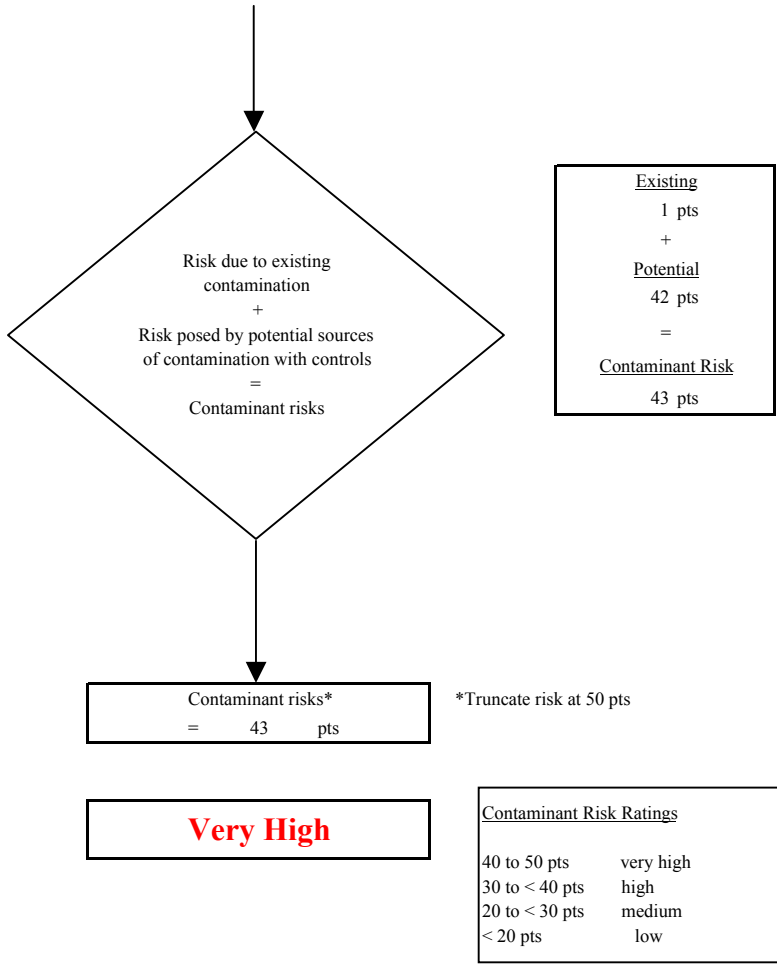 Risk due to existing
contamination
+
Risk posed by potential sources
of contamination with controls
=
Contaminant risks
Existing
1 pts
+
Potential
42 pts
=
Contaminant Risk
43 pts
Contaminant risks*
= 43 pts
*Truncate risk at 50 pts
Very High
Contaminant Risk Ratings
40 to 50 pts very high
30 to < 40 pts high
20 to < 30 pts medium
< 20 pts low